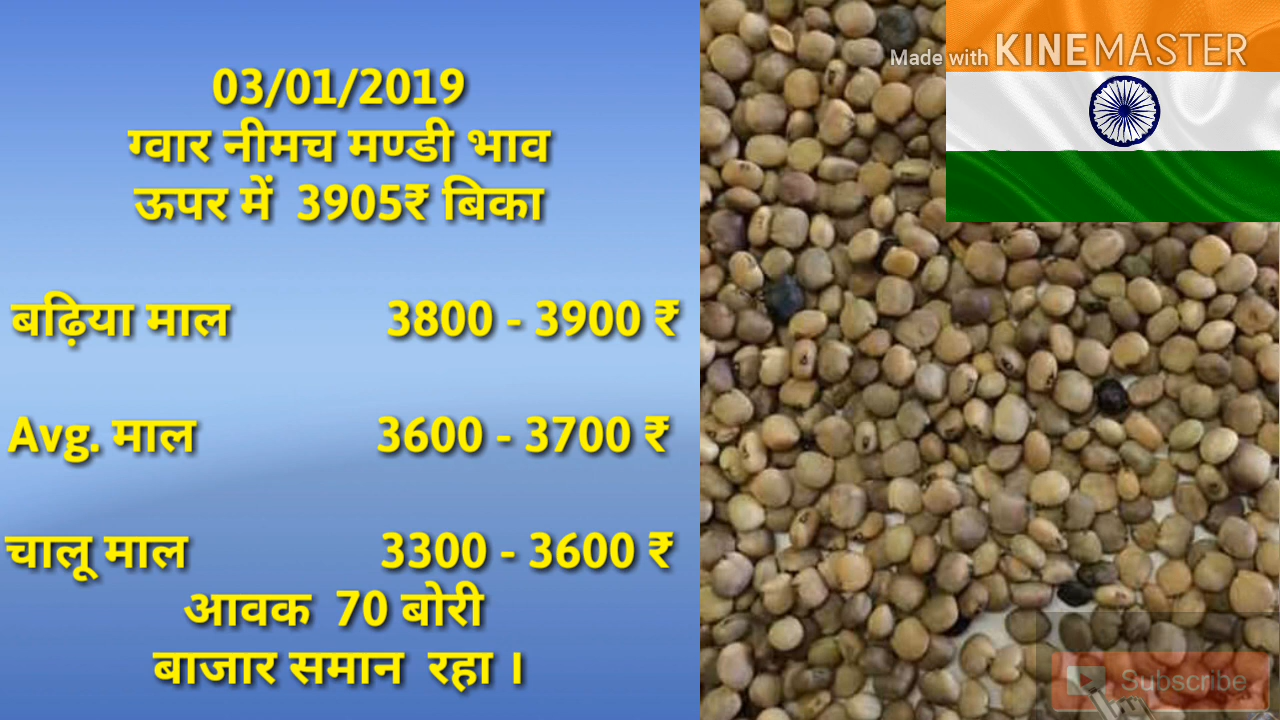 03/01/2019
ग्वार नीमच मण्डी भाव
ऊपर में 3905₹ बिका
बढ़िया माल 3800 - 3900 ₹
Avg. माल 3600 - 3700 ₹
चालू माल 3300 - 3600 ₹
आवक 70 बोरी
बाजार समान रहा ।
Made with KINEMASTER
Subscribe